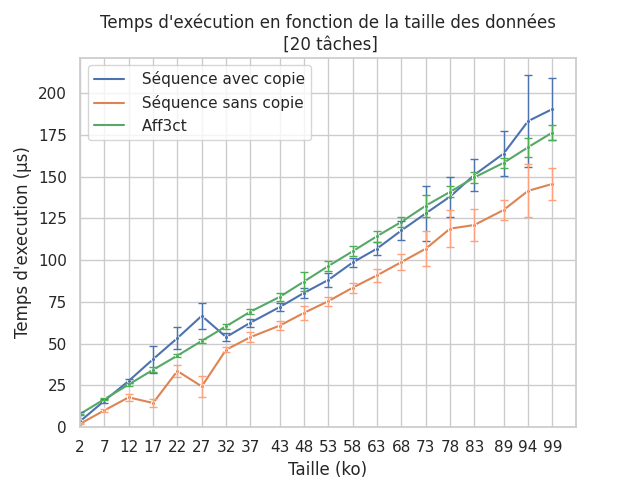 Temps d'exécution en fonction de la taille des données
[20 tâches]
Séquence avec copie
Séquence sans copie
Aff3ct
Temps d'execution (µs)
200
175
150
125
100
75
50
25
0
2 7 12 17 22 27 32 37 43 48 53 58 63 68 73 78 83 89 94 99
Taille (ko)